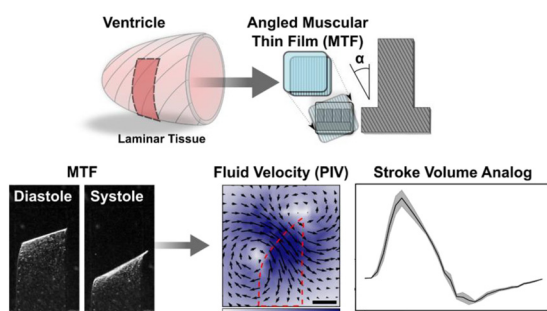 Ventricle
Angled Muscular
Thin Film (MTF)
α
Laminar Tissue
MTF
Fluid Velocity (PIV)
Stroke Volume Analog
Diastole
Systole